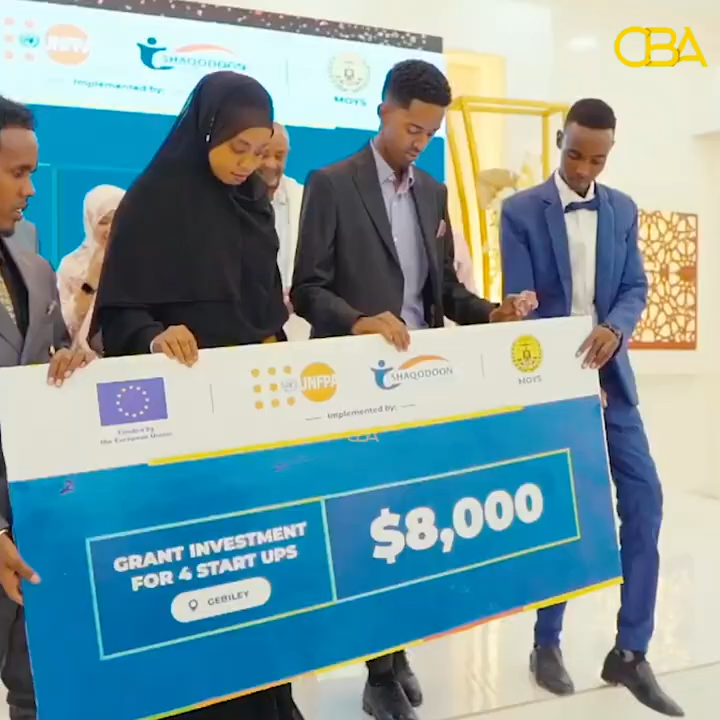 CBA
UNFPA
SHAQODOON
Implemented by:
MOYS
Funded by
the European Union
UNFPA
SHAQODOON
MOYS
Implemented by:
GRANT INVESTMENT
FOR 4 START UPS
GEBILEY
$8,000